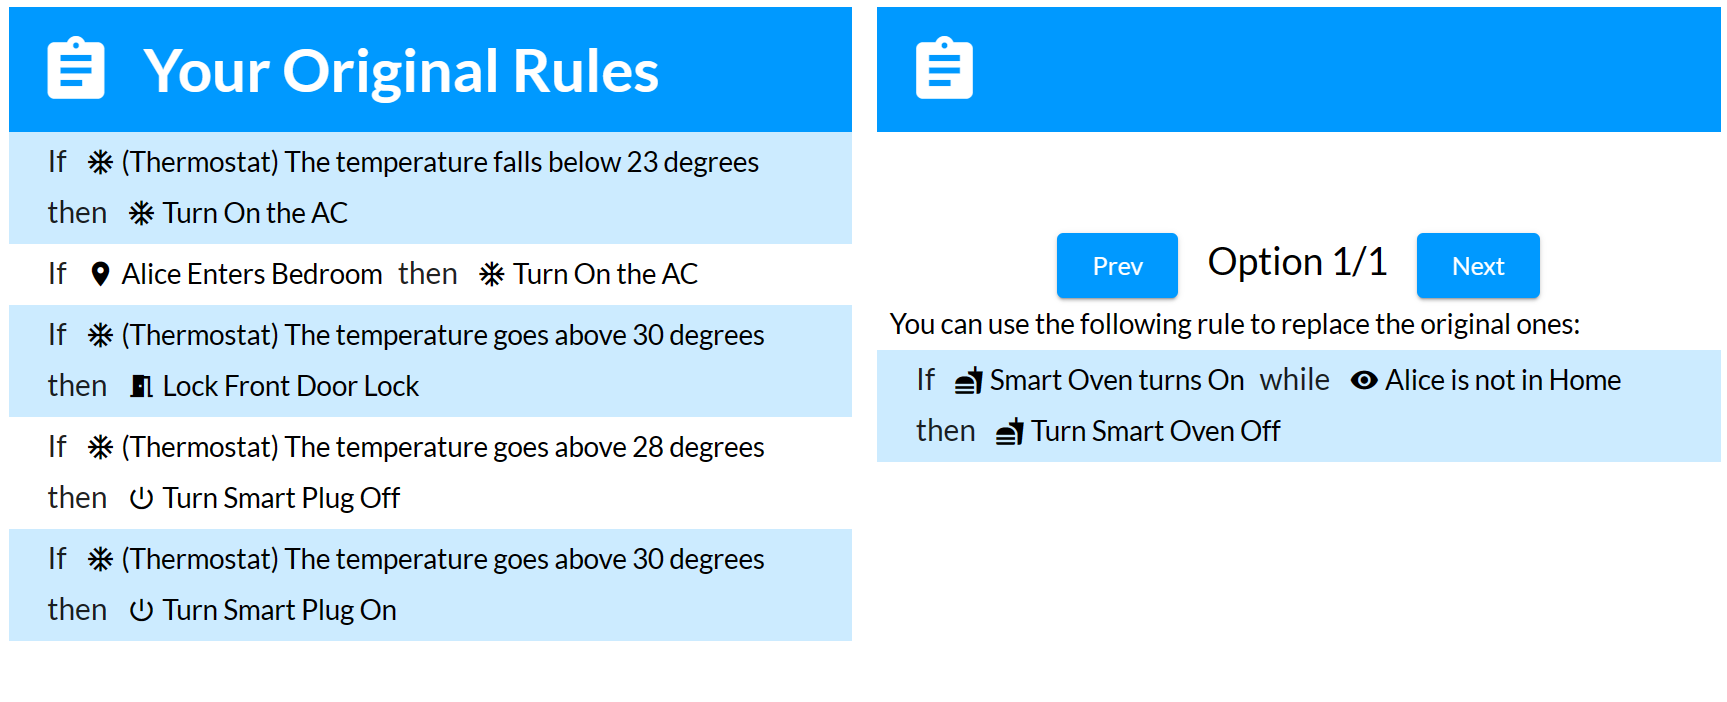 Your Original Rules
If (Thermostat) The temperature falls below 23 degrees
then Turn On the AC
If Alice Enters Bedroom then Turn On the AC
If (Thermostat) The temperature goes above 30 degrees
then Lock Front Door Lock
If (Thermostat) The temperature goes above 28 degrees
then Turn Smart Plug Off
If (Thermostat) The temperature goes above 30 degrees
then Turn Smart Plug On
Prev Option 1/1 Next
You can use the following rule to replace the original ones:
If Smart Oven turns On while Alice is not in Home
then Turn Smart Oven Off